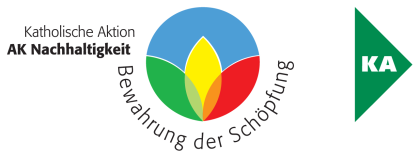 Katholische Aktion
AK Nachhaltigkeit
Bewahrung der Schöpfung
KA